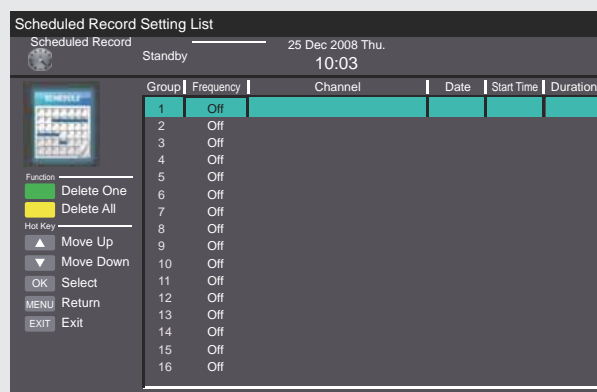 Scheduled Record Setting List
Scheduled Record
Standby
25 Dec 2008 Thu.
10:03
SCHEDULE
Group Frequency Channel Date Start Time Duration
1 Off
2 Off
3 Off
4 Off
5 Off
6 Off
7 Off
8 Off
9 Off
10 Off
11 Off
12 Off
13 Off
14 Off
15 Off
16 Off
Function
Delete One
Delete All
Hot Key
Move Up
Move Down
OK Select
MENU Return
EXIT Exit